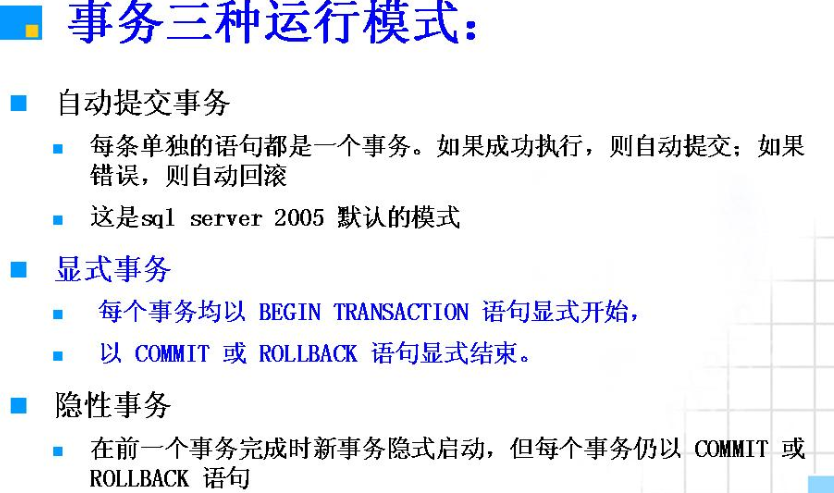 事务三种运行模式：
自动提交事务
每条单独的语句都是一个事务。如果成功执行，则自动提交；如果
错误，则自动回滚
这是sql server 2005 默认的模式
显式事务
每个事务均以 BEGIN TRANSACTION 语句显式开始，
以 COMMIT 或 ROLLBACK 语句显式结束。
隐性事务
在前一个事务完成时新事务隐式启动，但每个事务仍以 COMMIT 或
ROLLBACK 语句